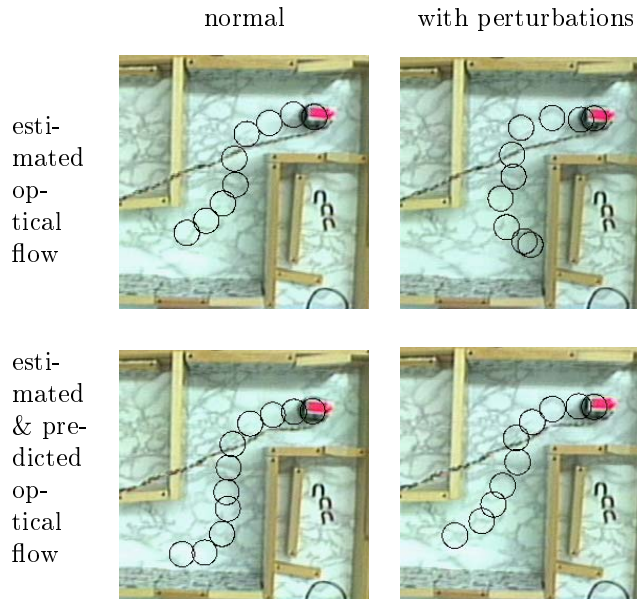 normal
with perturbations
esti-
mated
op-
tical
flow
esti-
mated
& pre-
dicted
op-
tical
flow